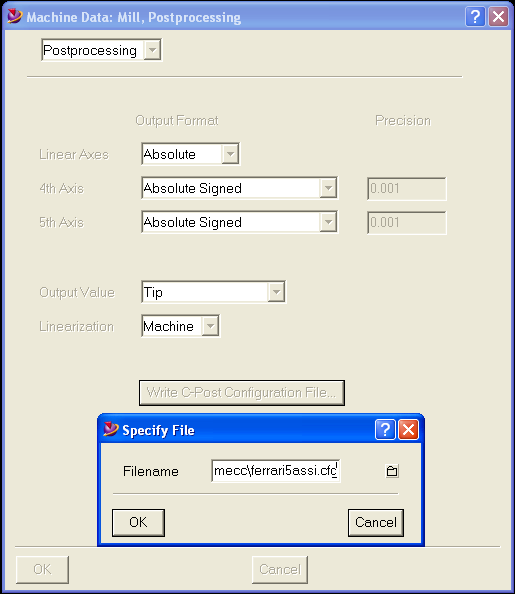 Machine Data: Mill, Postprocessing
Postprocessing
Output Format Precision
Linear Axes Absolute
4th Axis Absolute Signed 0.001
5th Axis Absolute Signed 0.001
Output Value Tip
Linearization Machine
Write C-Post Configuration File...
Specify File
Filename mecc\ferrari5assi.cfg
OK Cancel
OK Cancel